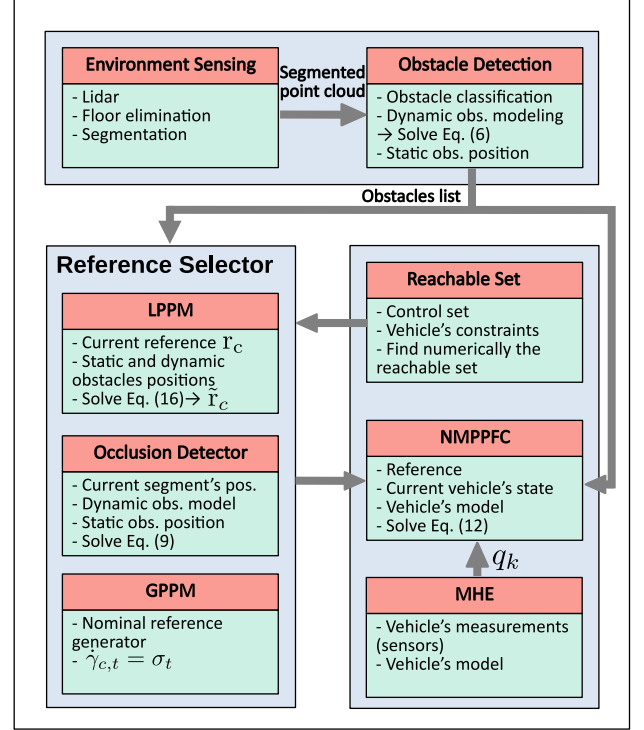 Environment Sensing
- Lidar
- Floor elimination
- Segmentation
Segmented
point cloud
Obstacle Detection
- Obstacle classification
- Dynamic obs. modeling
→ Solve Eq. (6)
- Static obs. position
Obstacles list
Reference Selector
LPPM
- Current reference r_c
- Static and dynamic
obstacles positions
- Solve Eq. (16)→ r̃_c
Occlusion Detector
- Current segment's pos.
- Dynamic obs. model
- Static obs. position
- Solve Eq. (9)
GPPM
- Nominal reference
generator
- γ̇_{c,t} = σ_t
Reachable Set
- Control set
- Vehicle's constraints
- Find numerically the
reachable set
NMPPFC
- Reference
- Current vehicle's state
- Vehicle's model
- Solve Eq. (12)
q_k
MHE
- Vehicle's measurements
(sensors)
- Vehicle's model